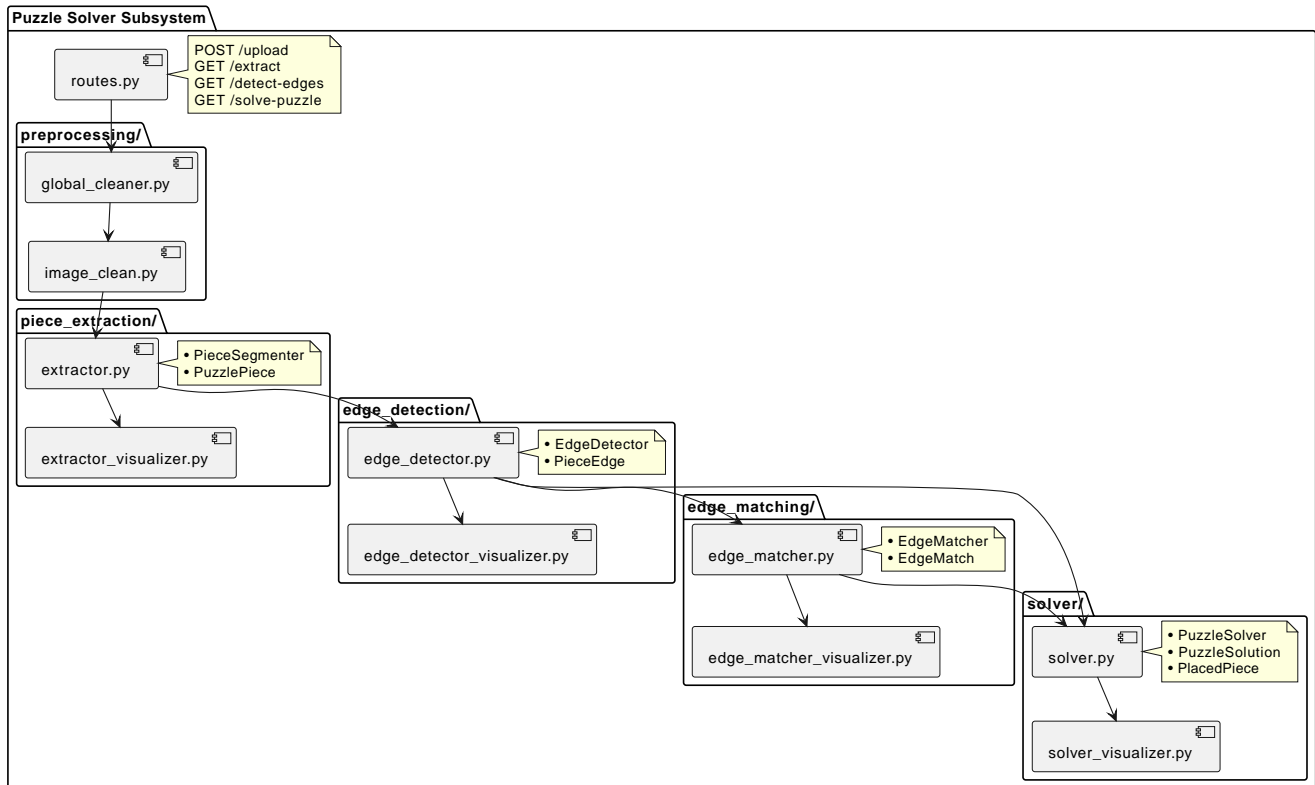 Puzzle Solver Subsystem
routes.py
POST /upload
GET /extract
GET /detect-edges
GET /solve-puzzle
preprocessing/
global_cleaner.py
image_clean.py
piece_extraction/
extractor.py
• PieceSegmenter
• PuzzlePiece
extractor_visualizer.py
edge_detection/
edge_detector.py
• EdgeDetector
• PieceEdge
edge_detector_visualizer.py
edge_matching/
edge_matcher.py
• EdgeMatcher
• EdgeMatch
edge_matcher_visualizer.py
solver/
solver.py
• PuzzleSolver
• PuzzleSolution
• PlacedPiece
solver_visualizer.py